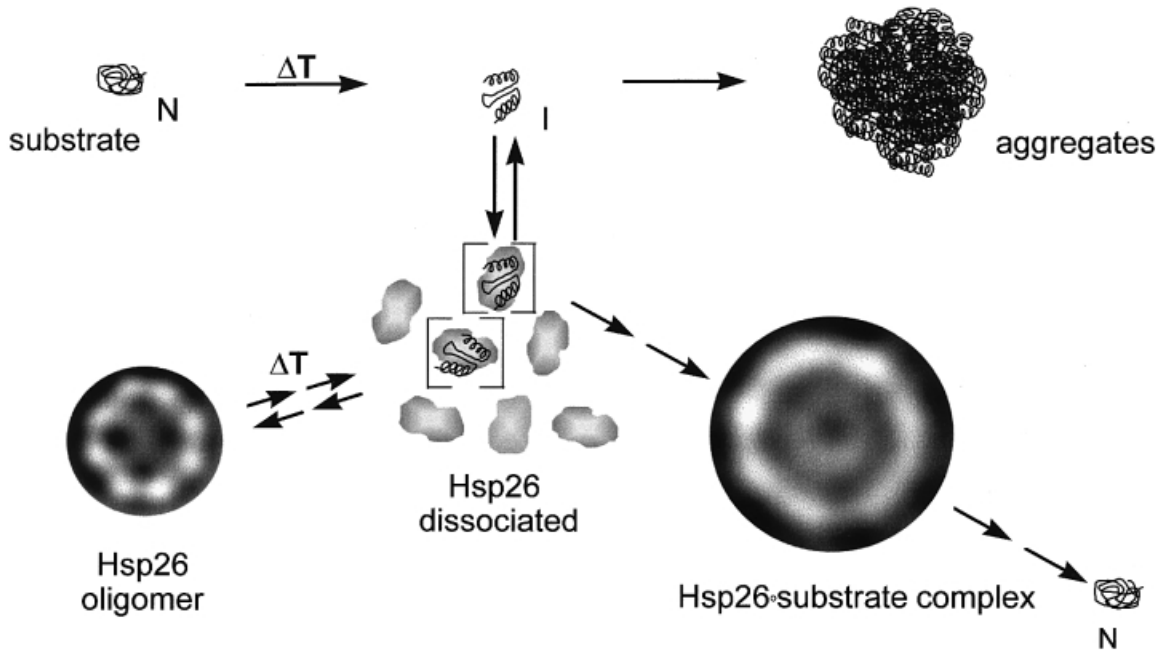 ΔT
N
substrate
I
aggregates
ΔT
Hsp26
dissociated
Hsp26
oligomer
Hsp26◦substrate complex
N